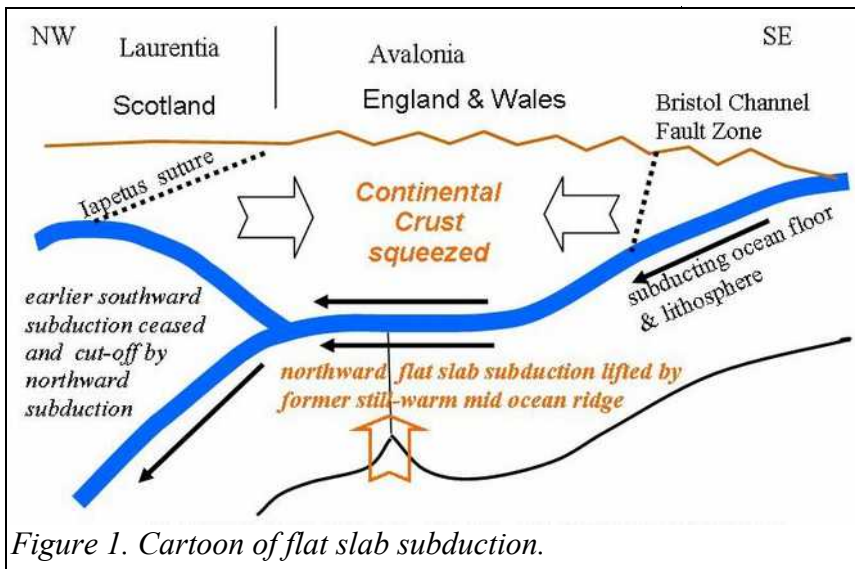 NW
Laurentia
Avalonia
SE
Scotland
England & Wales
Bristol Channel
Fault Zone
Iapetus suture
Continental
Crust
squeezed
subducting ocean floor
& lithosphere
earlier southward
subduction ceased
and cut-off by
northward
subduction
northward flat slab subduction lifted by
former still-warm mid ocean ridge
Figure 1. Cartoon of flat slab subduction.